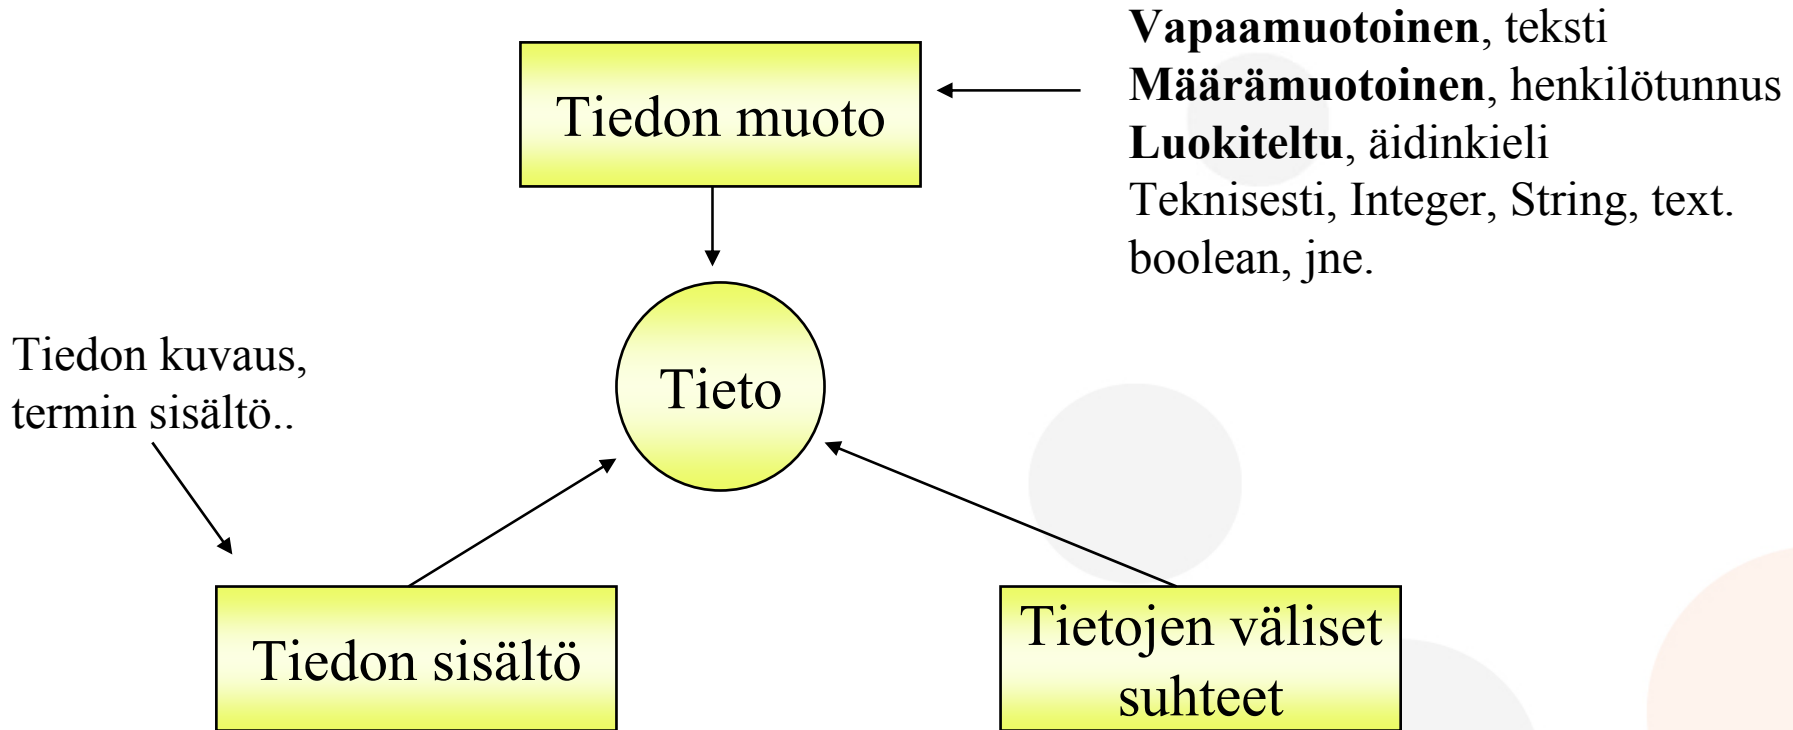 Vapaamuotoinen, teksti
Määrämuotoinen, henkilötunnus
Luokiteltu, äidinkieli
Teknisesti, Integer, String, text.
boolean, jne.
Tiedon muoto
Tiedon kuvaus,
termin sisältö..
Tieto
Tiedon sisältö
Tietojen väliset
suhteet